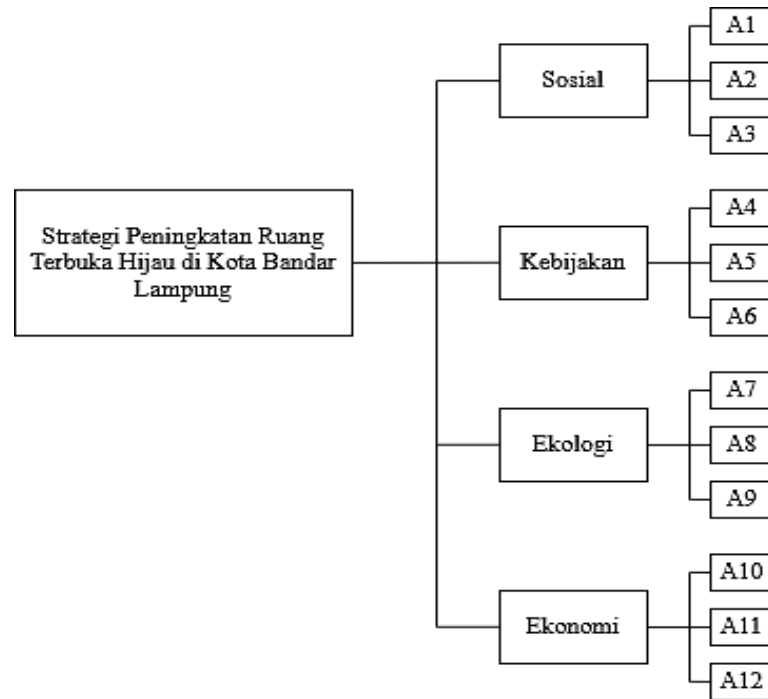 Strategi Peningkatan Ruang
Terbuka Hijau di Kota Bandar
Lampung
Sosial
A1
A2
A3
Kebijakan
A4
A5
A6
Ekologi
A7
A8
A9
Ekonomi
A10
A11
A12